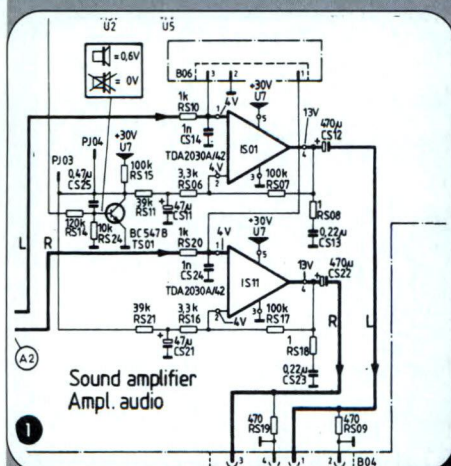 U2
U5
=0,6V
= 0V
B06
3
2
1
+30V
U7
1k
RS10
4V
5
13V
470µ
CS12
PJ04
PJ03
+30V
U7
1n
CS14
IS01
TDA2030A/42
4V
3
4
0,47µ
CS25
100k
RS15
3,3k
RS06
100k
RS07
39k
RS11
47µ
CS11
+30V
U7
1
RS08
0,22µ
CS13
120k
RS14
10k
RS24
BC547B
TS01
1k
RS20
4V
5
13V
470µ
CS22
L
R
1n
CS24
IS11
TDA2030A/42
3
4
39k
RS21
3,3k
RS16
2
4V
100k
RS17
R
L
47µ
CS21
1
RS18
A2
0,22µ
CS23
Sound amplifier
Ampl. audio
1
470
RS19
470
RS09
3
4
1
2
B04